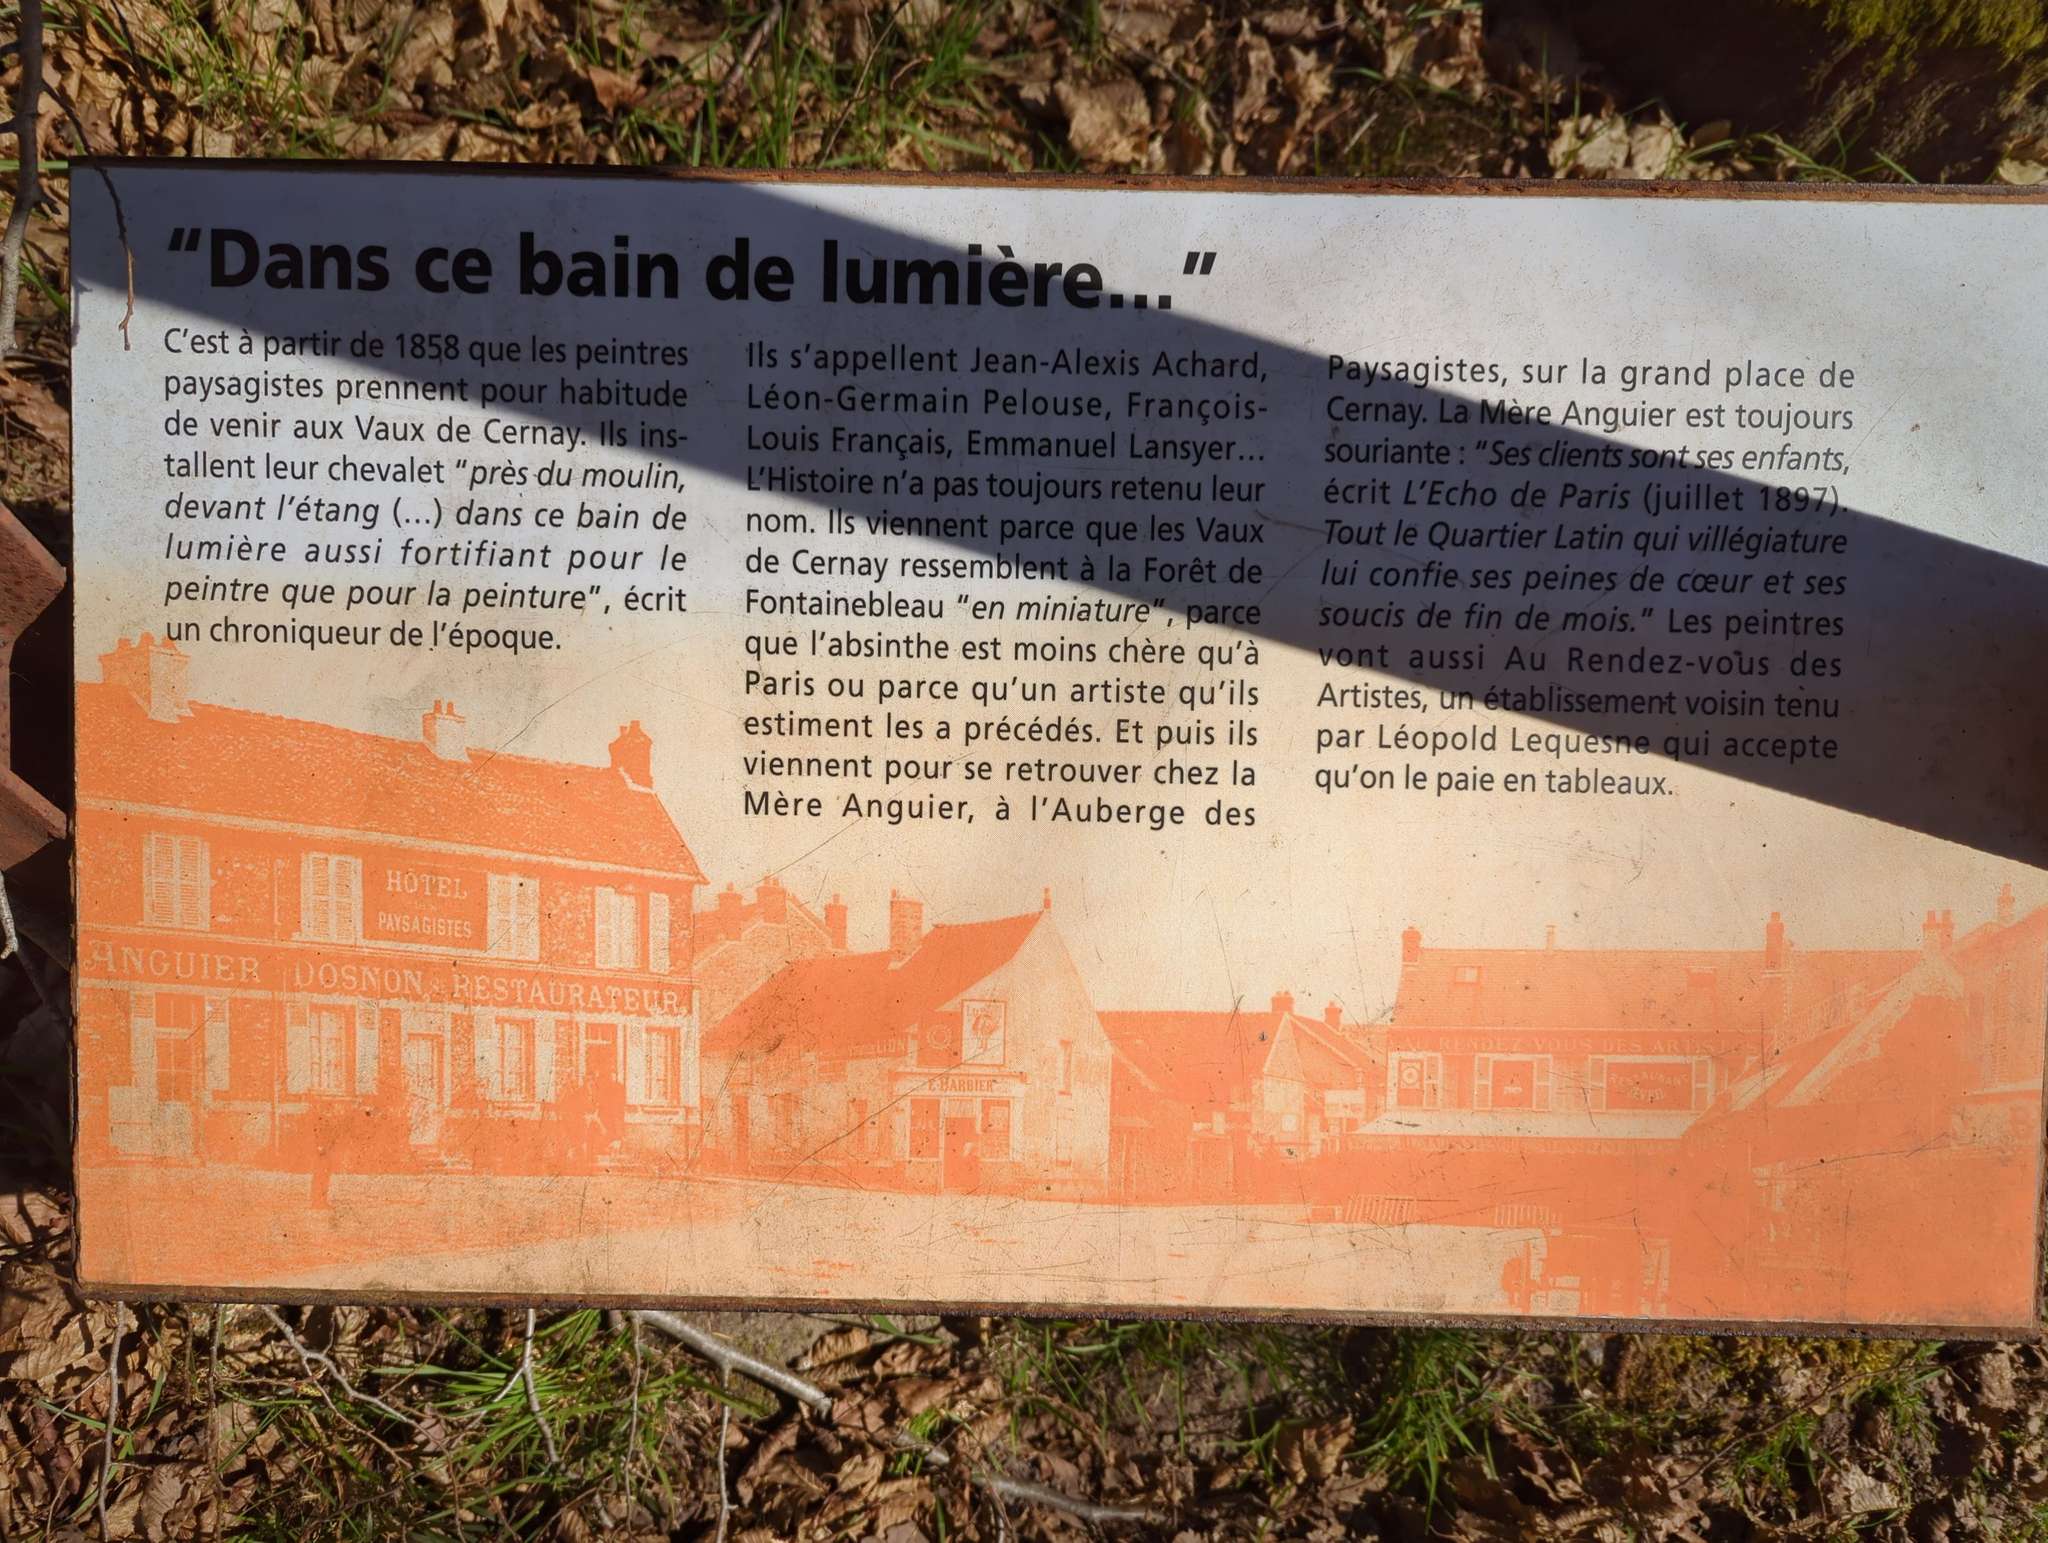 “Dans ce bain de lumière...”
C’est à partir de 1858 que les peintres
paysagistes prennent pour habitude
de venir aux Vaux de Cernay. Ils ins-
tallent leur chevalet “près du moulin,
devant l’étang (...) dans ce bain de
lumière aussi fortifiant pour le
peintre que pour la peinture”, écrit
un chroniqueur de l’époque.
Ils s’appellent Jean-Alexis Achard,
Léon-Germain Pelouse, François-
Louis Français, Emmanuel Lansyer...
L’Histoire n’a pas toujours retenu leur
nom. Ils viennent parce que les Vaux
de Cernay ressemblent à la Forêt de
Fontainebleau “en miniature”, parce
que l’absinthe est moins chère qu’à
Paris ou parce qu’un artiste qu’ils
estiment les a précédés. Et puis ils
viennent pour se retrouver chez la
Mère Anguier, à l’Auberge des
Paysagistes, sur la grand place de
Cernay. La Mère Anguier est toujours
souriante : “Ses clients sont ses enfants,
écrit L’Echo de Paris (juillet 1897).
Tout le Quartier Latin qui villégiature
lui confie ses peines de cœur et ses
soucis de fin de mois.” Les peintres
vont aussi Au Rendez-vous des
Artistes, un établissement voisin tenu
par Léopold Lequesne qui accepte
qu’on le paie en tableaux.
HÔTEL
PAYSAGISTES
ANGUIER DOSNON, RESTAURATEUR
LION
E. BARBIER
AU RENDEZ VOUS DES ARTIST
RESTAURANT